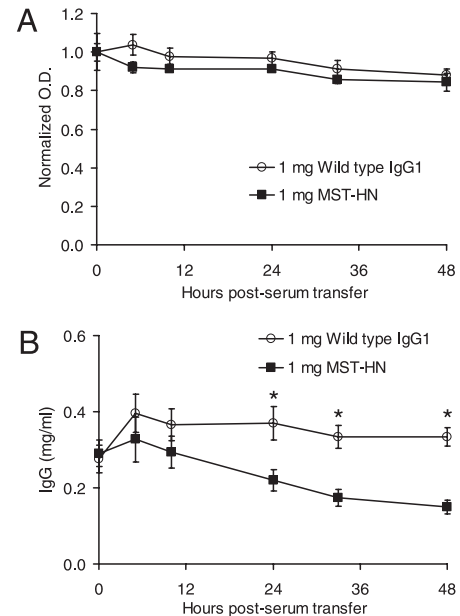 A
Normalized O.D.
1.2
1.0
0.8
0.6
0.4
0.2
0.0
1 mg Wild type IgG1
1 mg MST-HN
0 12 24 36 48
Hours post-serum transfer
B
1 mg Wild type IgG1
1 mg MST-HN
IgG (mg/ml)
0.6
0.4
0.2
0.0
* * *
0 12 24 36 48
Hours post-serum transfer